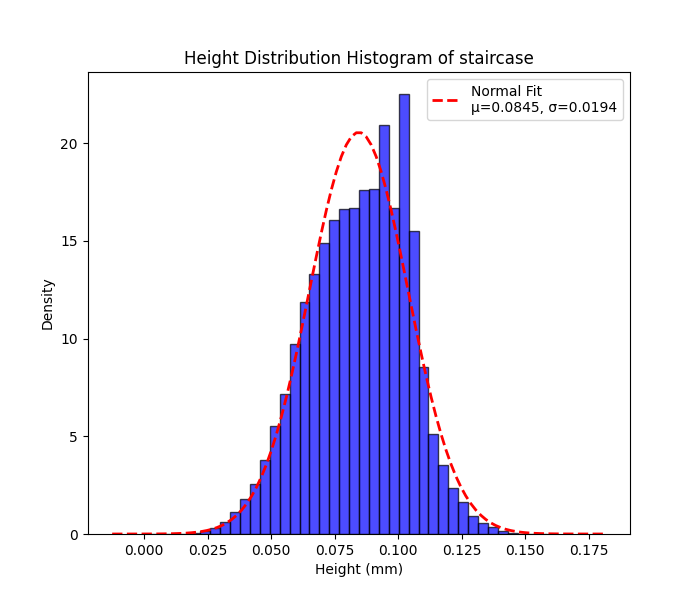 Height Distribution Histogram of staircase
Normal Fit
μ=0.0845, σ=0.0194
Density
20
15
10
5
0
0.000 0.025 0.050 0.075 0.100 0.125 0.150 0.175
Height (mm)